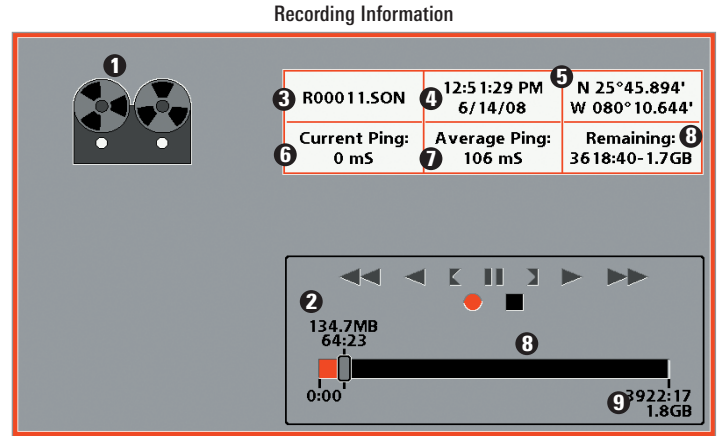 Recording Information
1
3 R00011.SON
4 12:51:29 PM
6/14/08
5 N 25°45.894'
W 080°10.644'
6 Current Ping:
0 mS
7 Average Ping:
106 mS
8 Remaining:
3618:40-1.7GB
2
134.7MB
64:23
8
0:00
9 3922:17
1.8GB